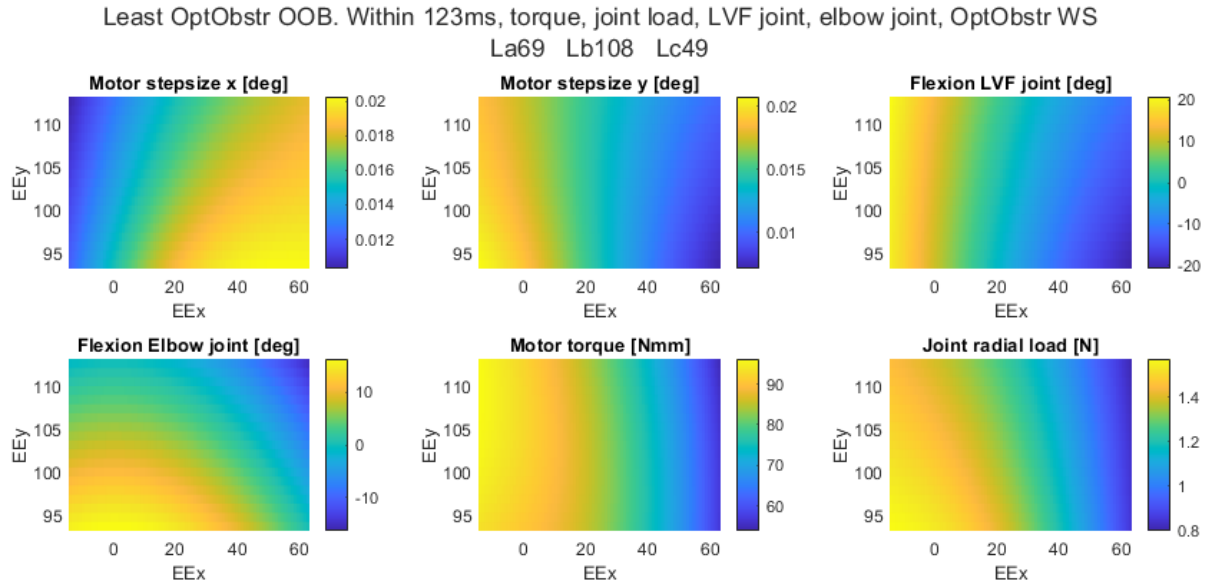 Least OptObstr OOB. Within 123ms, torque, joint load, LVF joint, elbow joint, OptObstr WS
La69 Lb108 Lc49
Motor stepsize x [deg]
110
105
100
95
EEy
0 20 40 60
EEx
0.02
0.018
0.016
0.014
0.012
Motor stepsize y [deg]
110
105
100
95
EEy
0 20 40 60
EEx
0.02
0.015
0.01
Flexion LVF joint [deg]
110
105
100
95
EEy
0 20 40 60
EEx
20
10
0
-10
-20
Flexion Elbow joint [deg]
110
105
100
95
EEy
0 20 40 60
EEx
10
0
-10
Motor torque [Nmm]
110
105
100
95
EEy
0 20 40 60
EEx
90
80
70
60
Joint radial load [N]
110
105
100
95
EEy
0 20 40 60
EEx
1.4
1.2
1
0.8